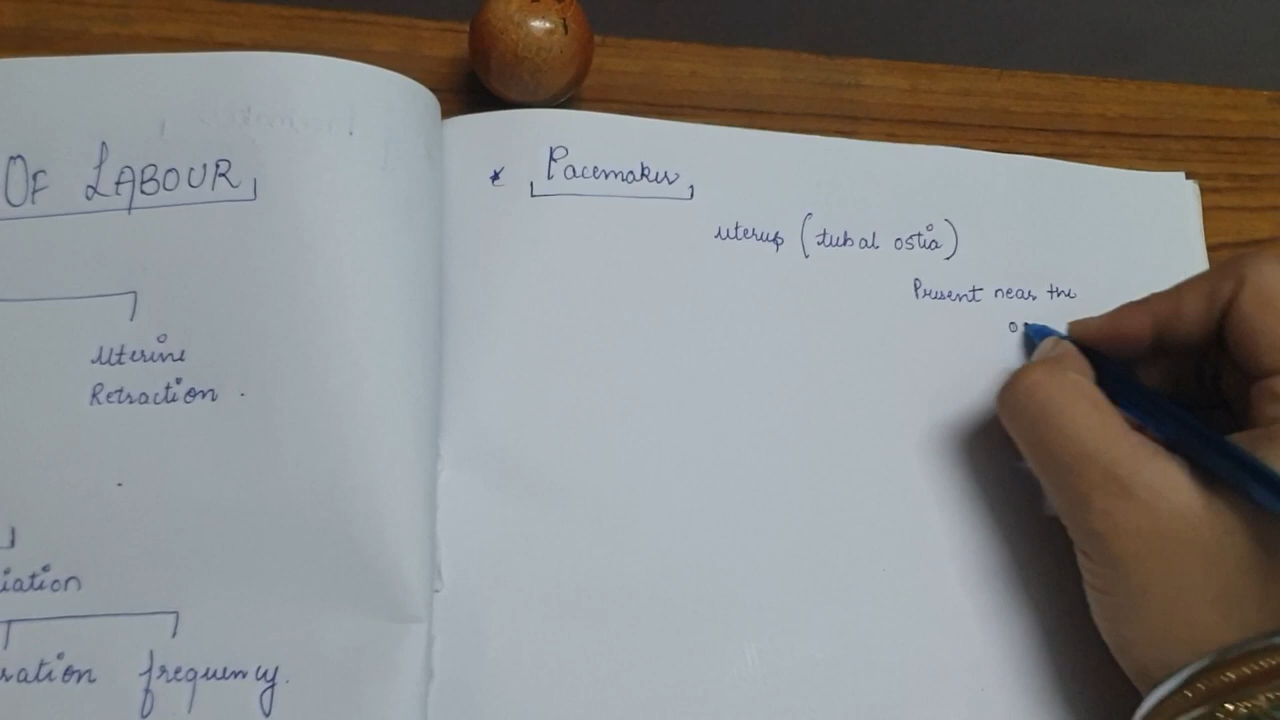 OF LABOUR
Uterine
Retraction .
iation
ration frequency.
* Pacemaker
uterus (tubal ostia)
Present near the
o